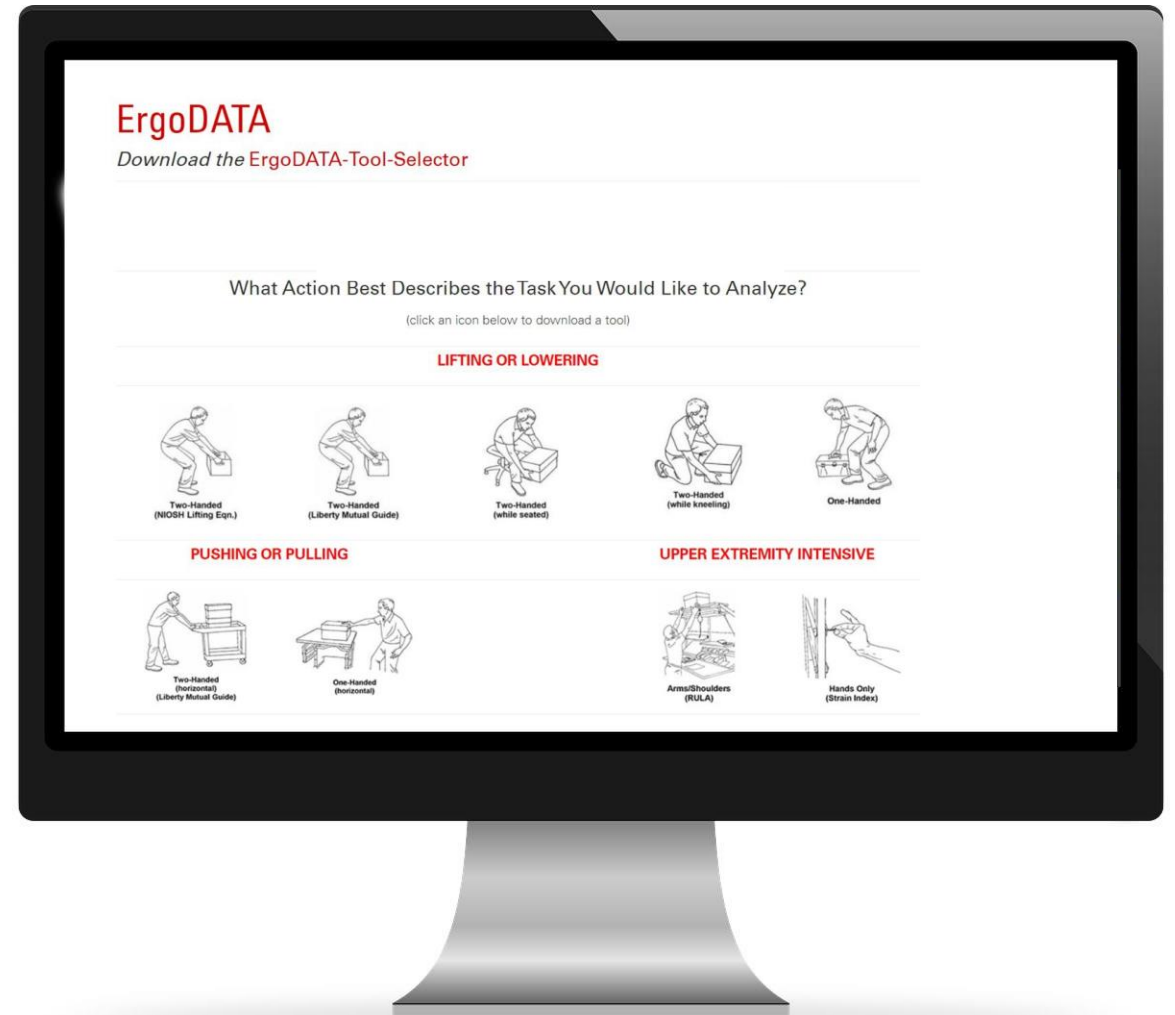 ErgoDATA
Download the ErgoDATA-Tool-Selector
What Action Best Describes the Task You Would Like to Analyze?
(click an icon below to download a tool)
LIFTING OR LOWERING
Two-Handed
(NIOSH Lifting Eqn.)
Two-Handed
(Liberty Mutual Guide)
Two-Handed
(while seated)
Two-Handed
(while kneeling)
One-Handed
PUSHING OR PULLING
UPPER EXTREMITY INTENSIVE
Two-Handed
(horizontal)
(Liberty Mutual Guide)
One-Handed
(horizontal)
Arms/Shoulders
(RULA)
Hands Only
(Strain Index)